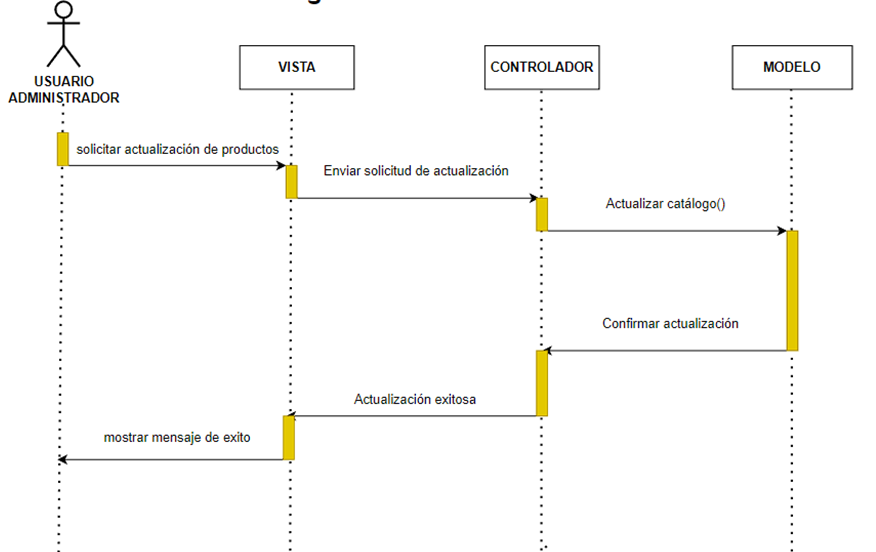 USUARIO
ADMINISTRADOR
VISTA
CONTROLADOR
MODELO
solicitar actualización de productos
Enviar solicitud de actualización
Actualizar catálogo()
Confirmar actualización
Actualización exitosa
mostrar mensaje de exito